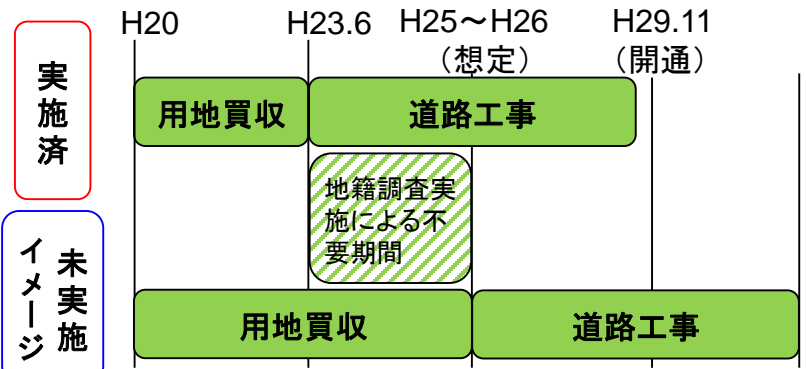 H20
H23.6
H25～H26
（想定）
H29.11
（開通）
実施済
用地買収
道路工事
地籍調査実
施による不
要期間
未実施
イメージ
用地買収
道路工事